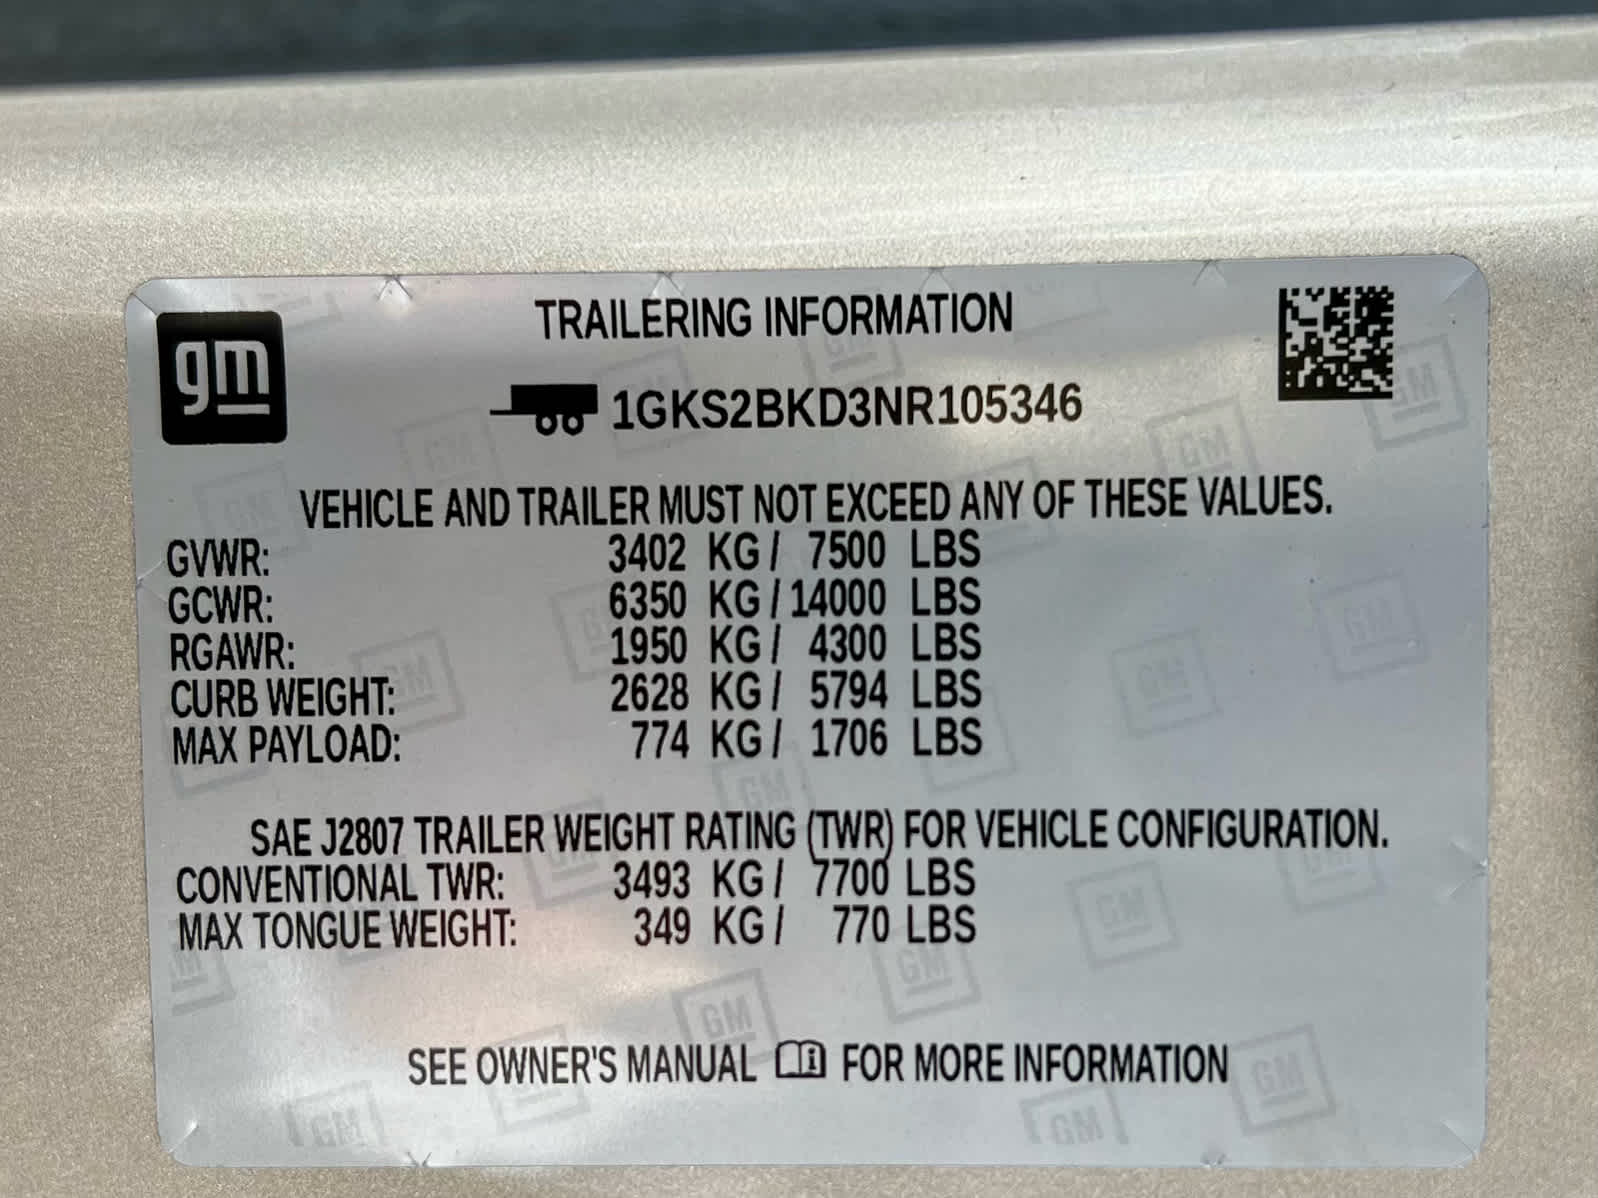 gm
TRAILERING INFORMATION
1GKS2BKD3NR105346
VEHICLE AND TRAILER MUST NOT EXCEED ANY OF THESE VALUES.
GVWR: 3402 KG / 7500 LBS
GCWR: 6350 KG / 14000 LBS
RGAWR: 1950 KG / 4300 LBS
CURB WEIGHT: 2628 KG / 5794 LBS
MAX PAYLOAD: 774 KG / 1706 LBS
SAE J2807 TRAILER WEIGHT RATING (TWR) FOR VEHICLE CONFIGURATION.
CONVENTIONAL TWR: 3493 KG / 7700 LBS
MAX TONGUE WEIGHT: 349 KG / 770 LBS
SEE OWNER'S MANUAL FOR MORE INFORMATION